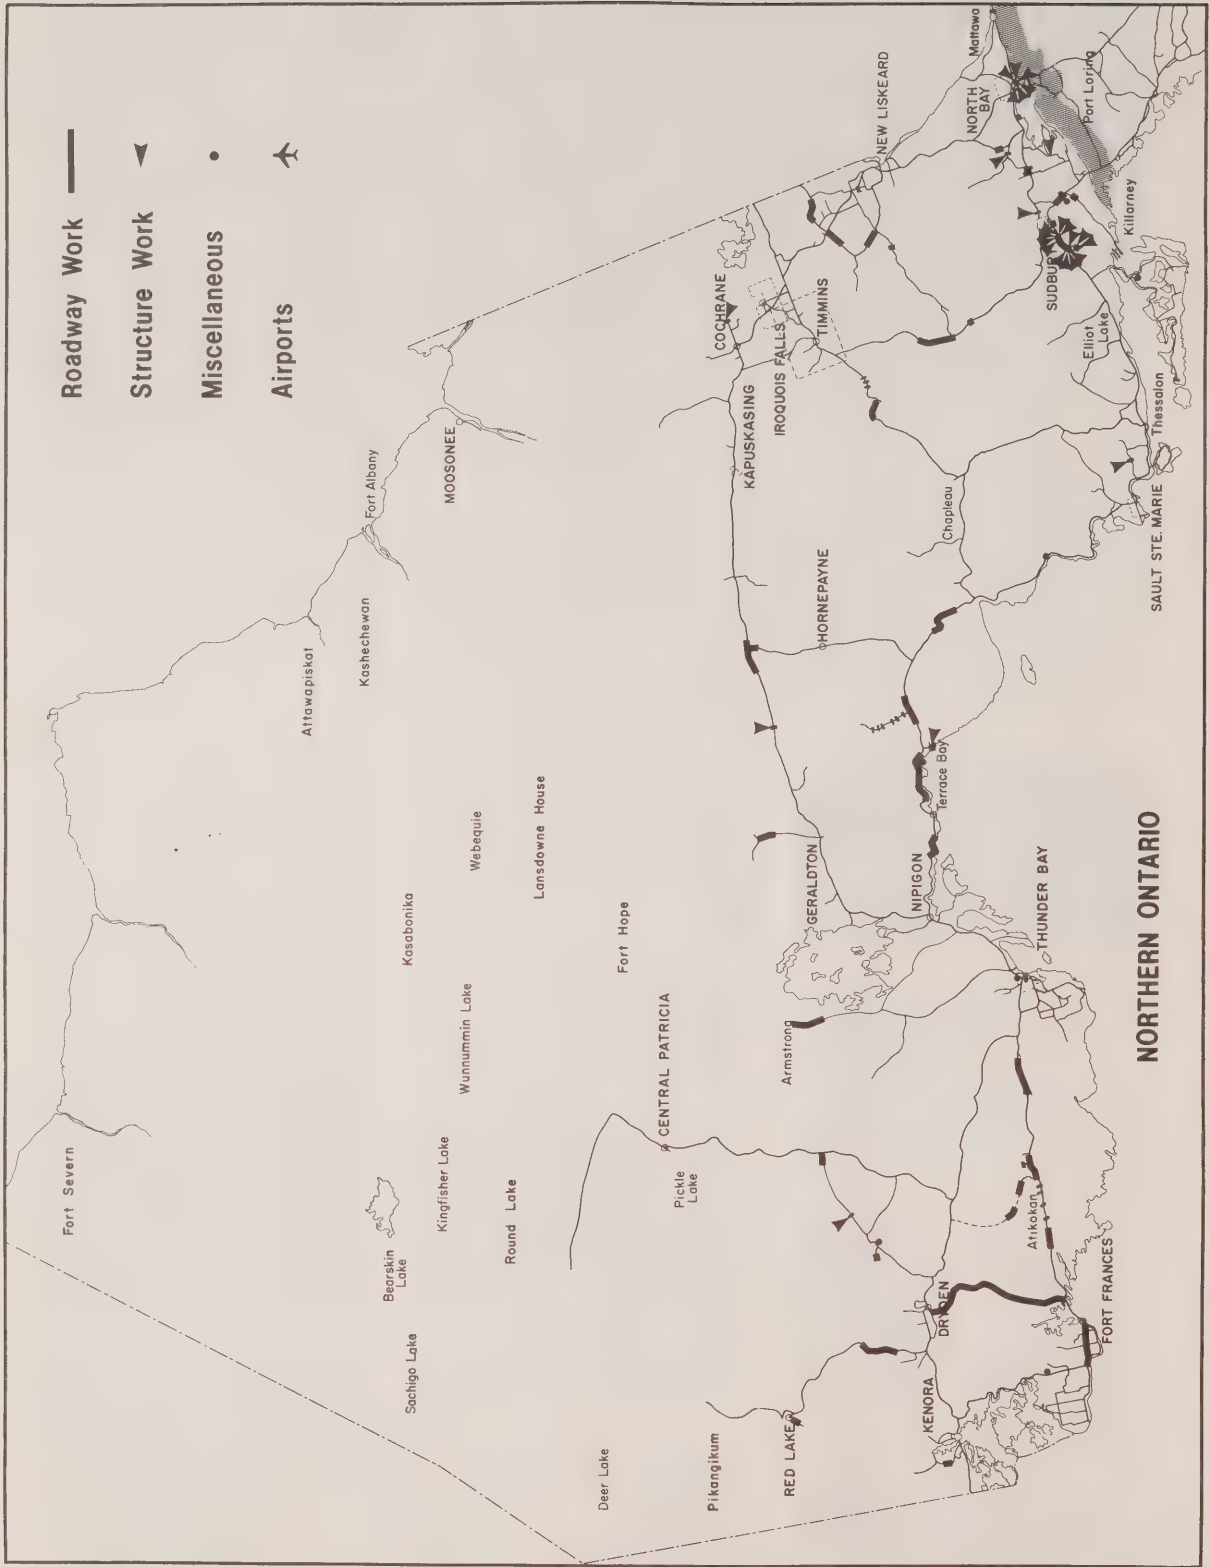 Roadway Work
Structure Work
Miscellaneous
Airports
Fort Severn
Sachigo Lake
Bearskin
Lake
Kingfisher Lake
Wunnummin Lake
Kasabonika
Webequie
Lansdowne House
Round Lake
Attawapiskat
Kashechewan
Fort Albany
MOOSONEE
Deer Lake
Pikangikum
Fort Hope
CENTRAL PATRICIA
Pickle
Lake
RED LAKE
Armstrong
GERALDTON
HORNEPAYNE
KAPUSKASING
COCHRANE
IROQUOIS FALLS
TIMMINS
NEW LISKEARD
KENORA
DRYDEN
NIPIGON
Terrace Bay
Chapleau
NORTH
BAY
Mattawa
Atikokan
FORT FRANCES
THUNDER BAY
SAULT STE. MARIE
Thessalon
Elliot
Lake
SUDBUR
Killarney
Port Loring
NORTHERN ONTARIO